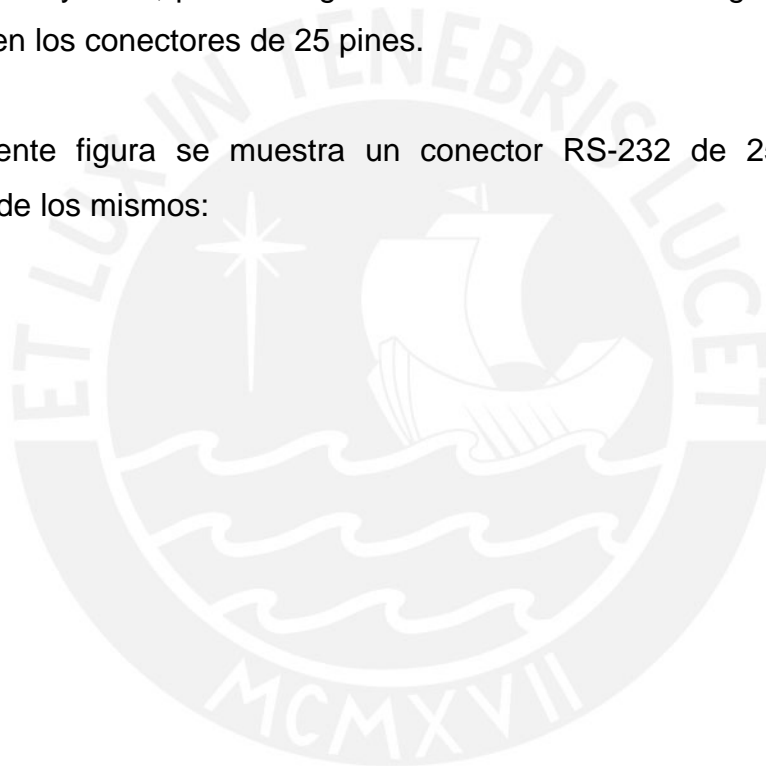 en los conectores de 25 pines.
ente figura se muestra un conector RS-232 de 2
de los mismos:
ET LUX IN TENEBRIS LUCET
MCMXVII